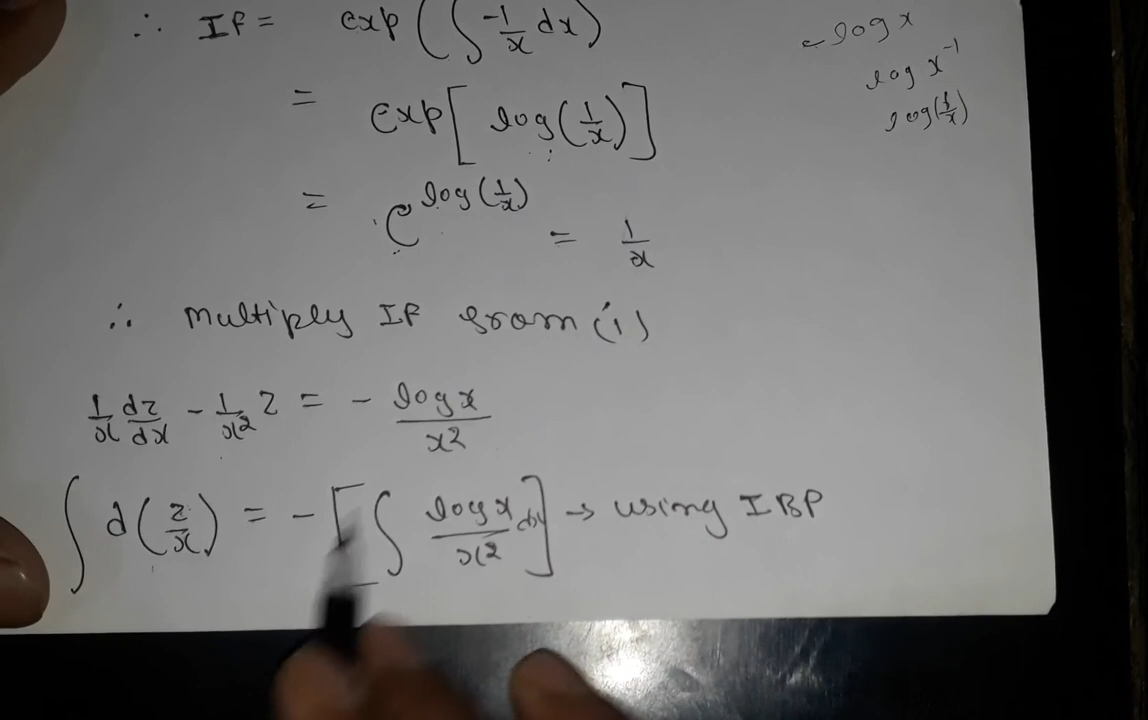 ∴ IF = exp(∫ -1/x dx)
- log x
log x⁻¹
log(1/x)
= exp[log(1/x)]
= e^log(1/x) = 1/x
∴ multiply IF from (i)
1/x dz/dx - 1/x² z = - log x / x²
∫ d(z/x) = - [∫ log x / x² dx] → using IBP